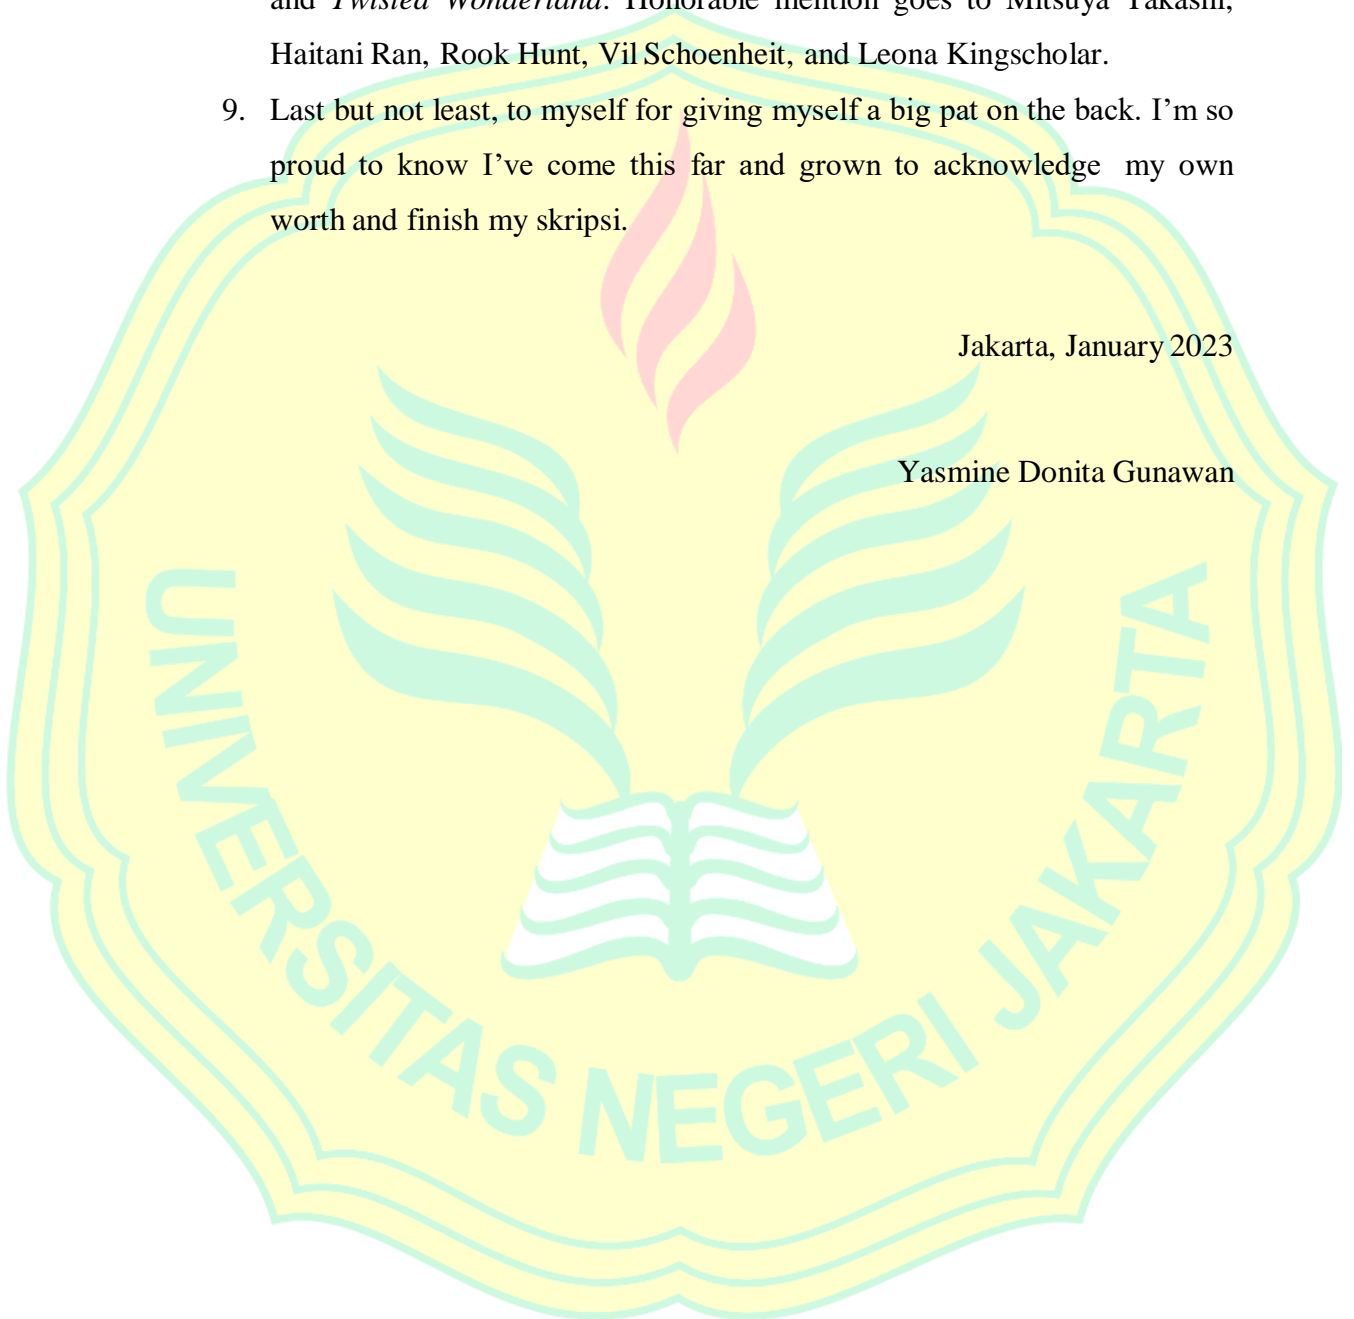 and Twisted Wonderland. Honorable mention goes to Mitsuya Takashi,
Haitani Ran, Rook Hunt, Vil Schoenheit, and Leona Kingscholar.
9. Last but not least, to myself for giving myself a big pat on the back. I’m so
proud to know I’ve come this far and grown to acknowledge my own
worth and finish my skripsi.
Jakarta, January 2023
Yasmine Donita Gunawan
UNIVERSITAS NEGERI JAKARTA